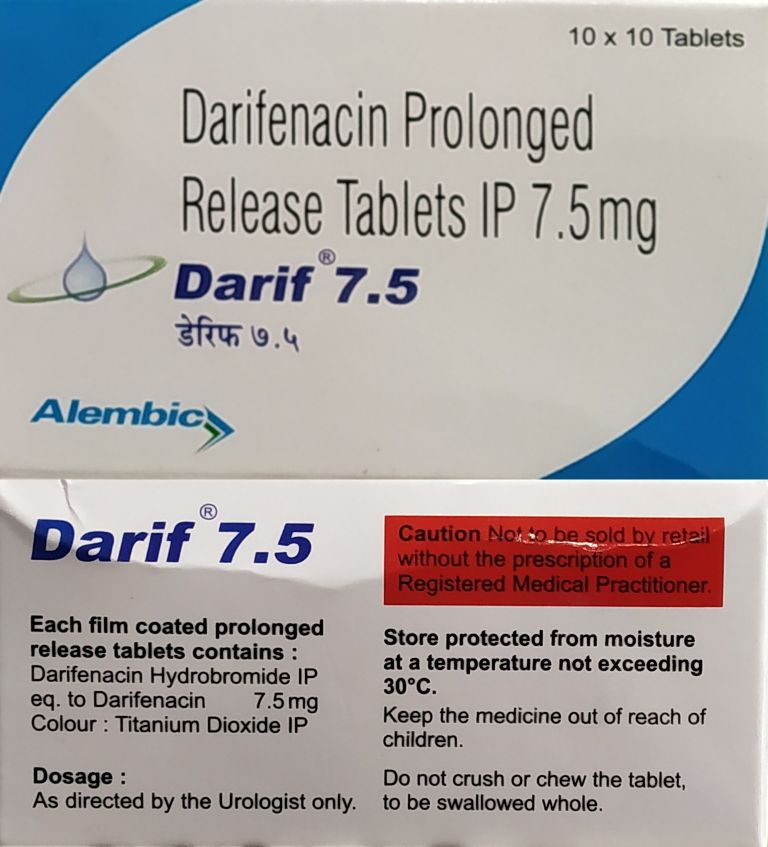 10 x 10 Tablets
Darifenacin Prolonged
Release Tablets IP 7.5 mg
Darif® 7.5
डेरिफ ७.५
Alembic
Darif® 7.5
Each film coated prolonged
release tablets contains :
Darifenacin Hydrobromide IP
eq. to Darifenacin 7.5 mg
Colour : Titanium Dioxide IP
Dosage :
As directed by the Urologist only.
Caution Not to be sold by retail
without the prescription of a
Registered Medical Practitioner.
Store protected from moisture
at a temperature not exceeding
30°C.
Keep the medicine out of reach of
children.
Do not crush or chew the tablet,
to be swallowed whole.